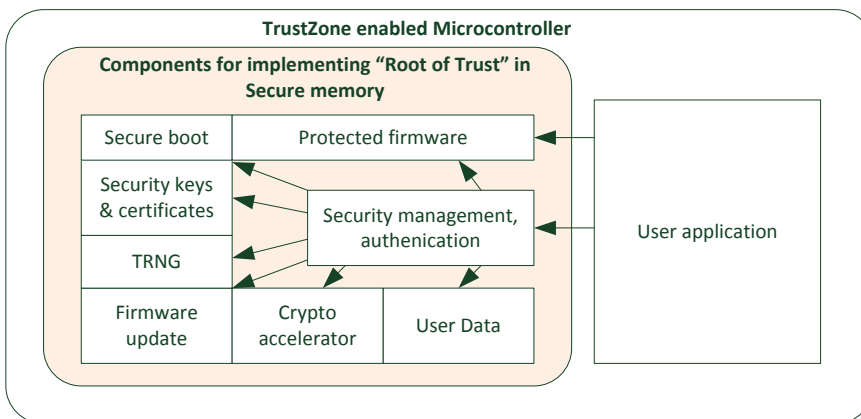 TrustZone enabled Microcontroller
Components for implementing “Root of Trust” in
Secure memory
Secure boot
Protected firmware
Security keys
& certificates
Security management,
authenication
User application
TRNG
Firmware
update
Crypto
accelerator
User Data